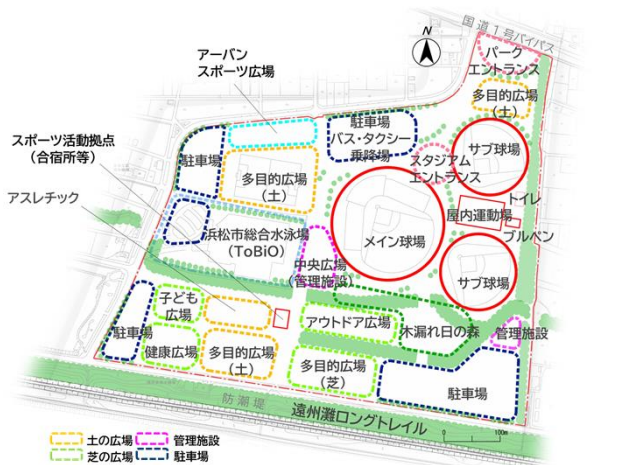 国道1号バイパス
N
パーク
エントランス
アーバン
スポーツ広場
多目的広場
(土)
駐車場
バス・タクシー
乗降場
スポーツ活動拠点
(合宿所等)
駐車場
サブ球場
スタジアム
エントランス
多目的広場
(土)
アスレチック
トイレ
屋内運動場
浜松市総合水泳場
(ToBiO)
メイン球場
ブルペン
中央広場
(管理施設)
サブ球場
子ども
広場
アウトドア広場
木漏れ日の森
管理施設
駐車場
健康広場
多目的広場
(土)
多目的広場
(芝)
駐車場
防潮堤
遠州灘ロングトレイル
土の広場
管理施設
芝の広場
駐車場
0
100m